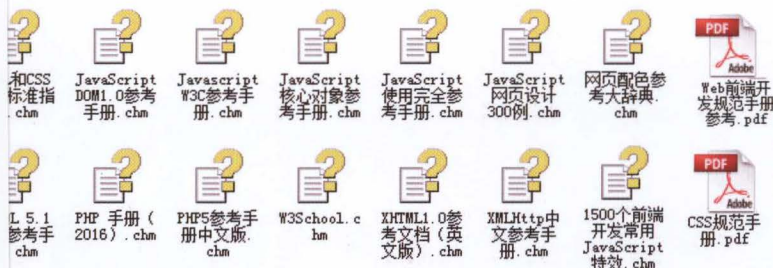 和CSS
标准指
.chm
JavaScript
DOM1.0参考
手册.chm
Javascript
W3C参考手
册.chm
JavaScript
核心对象参
考手册.chm
JavaScript
使用完全参
考手册.chm
JavaScript
网页设计
300例.chm
网页配色参
考大辞典.
chm
PDF
Adobe
Web前端开
发规范手册
参考.pdf
L 5.1
参考手
chm
PHP 手册（
2016）.chm
PHP5参考手
册中文版.
chm
W3School.c
hm
XHTML1.0参
考文档（英
文版）.chm
XMLHttp中
文参考手
册.chm
1500个前端
开发常用
JavaScript
特效.chm
PDF
Adobe
CSS规范手
册.pdf